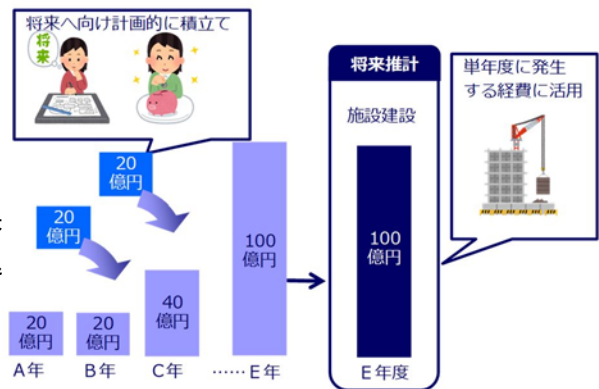 将来へ向け計画的に積立て
将来
20
億円
20
億円
20
億円
20
億円
40
億円
100
億円
A年
B年
C年
……E年
将来推計
施設建設
100
億円
E年度
単年度に発生
する経費に活用